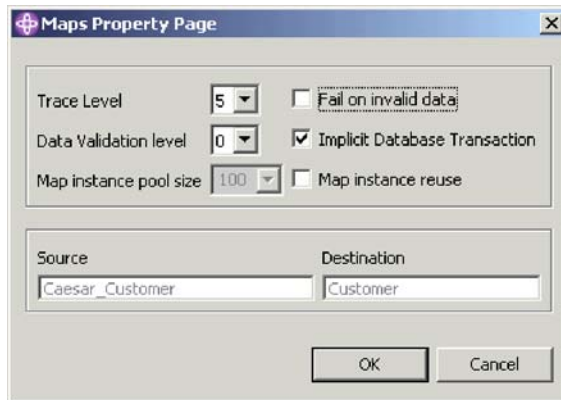 Maps Property Page
Trace Level 5 Fail on invalid data
Data Validation level 0 Implicit Database Transaction
Map instance pool size 100 Map instance reuse
Source Destination
Caesar_Customer Customer
OK Cancel